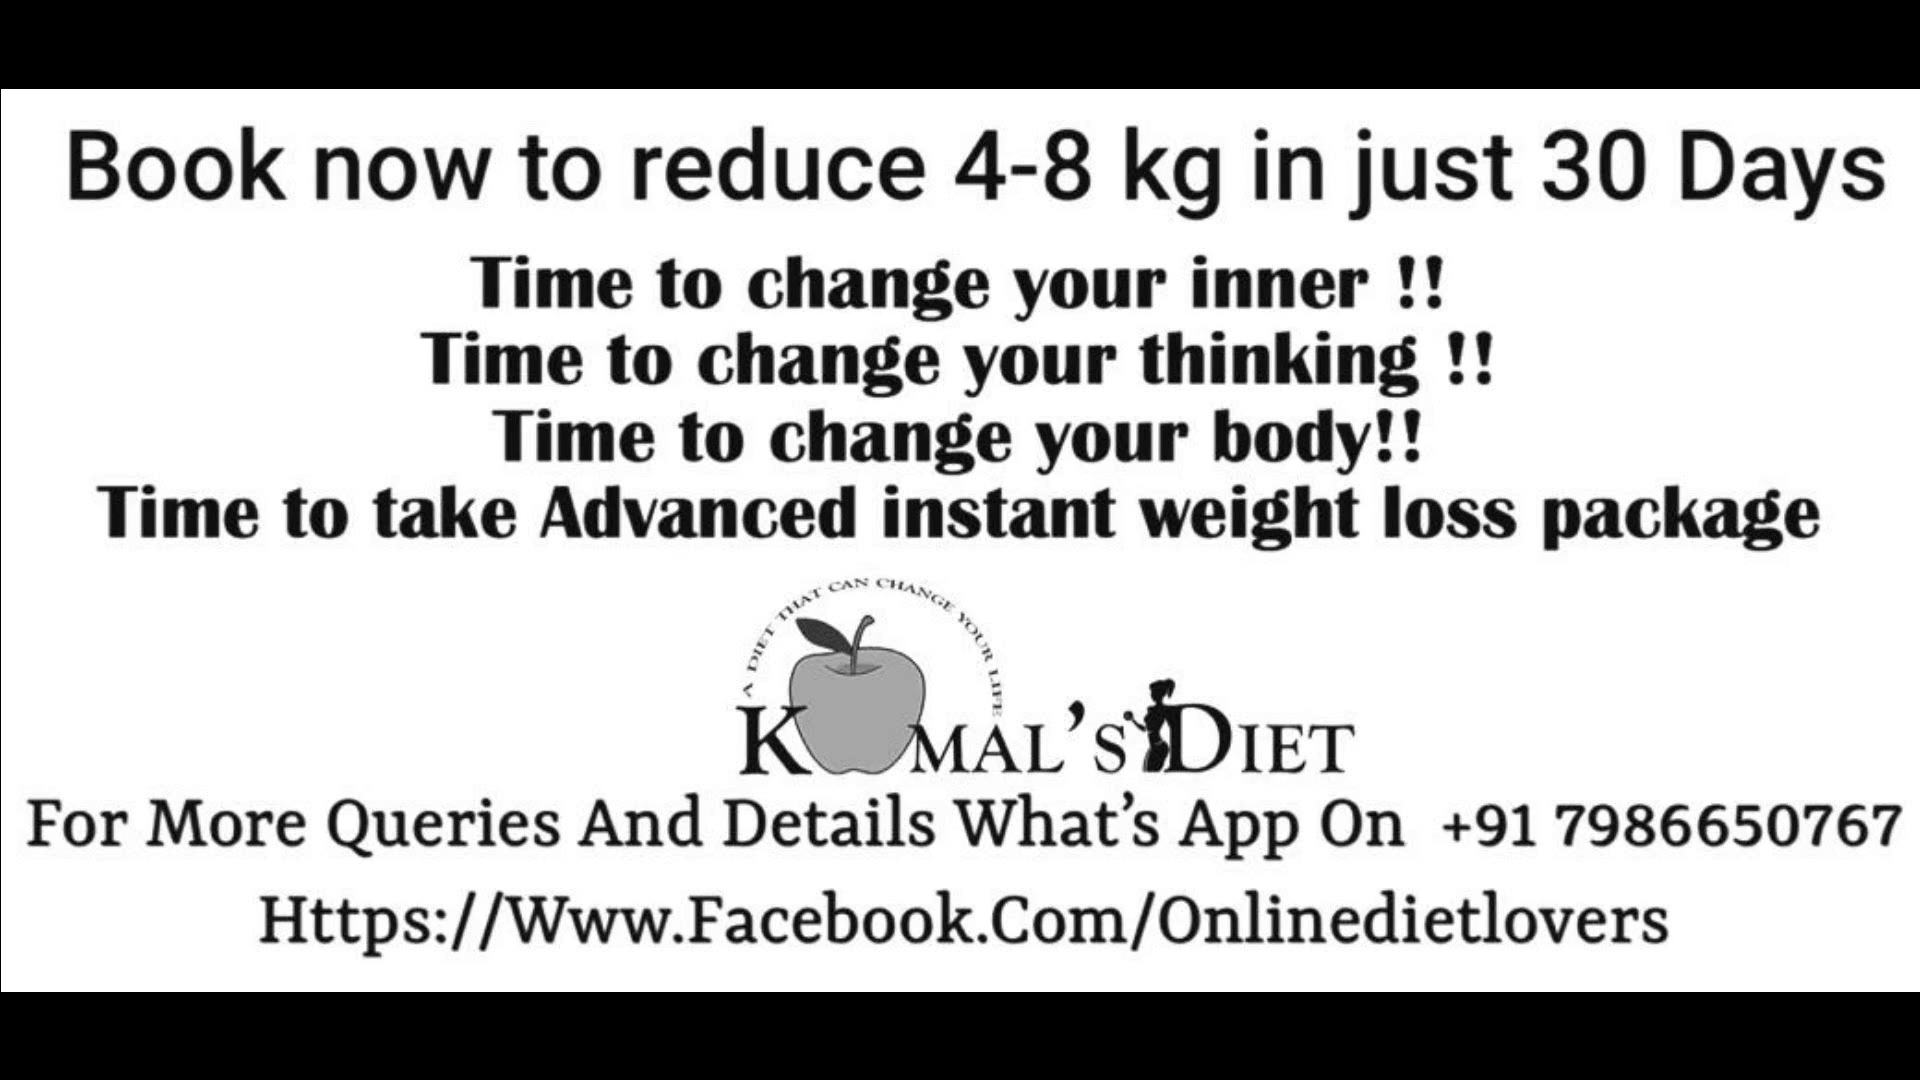 Book now to reduce 4-8 kg in just 30 Days
Time to change your inner !!
Time to change your thinking !!
Time to change your body!!
Time to take Advanced instant weight loss package
A DIET THAT CAN CHANGE YOUR LIFE
KOMAL'S DIET
For More Queries And Details What's App On +91 7986650767
Https://Www.Facebook.Com/Onlinedietlovers